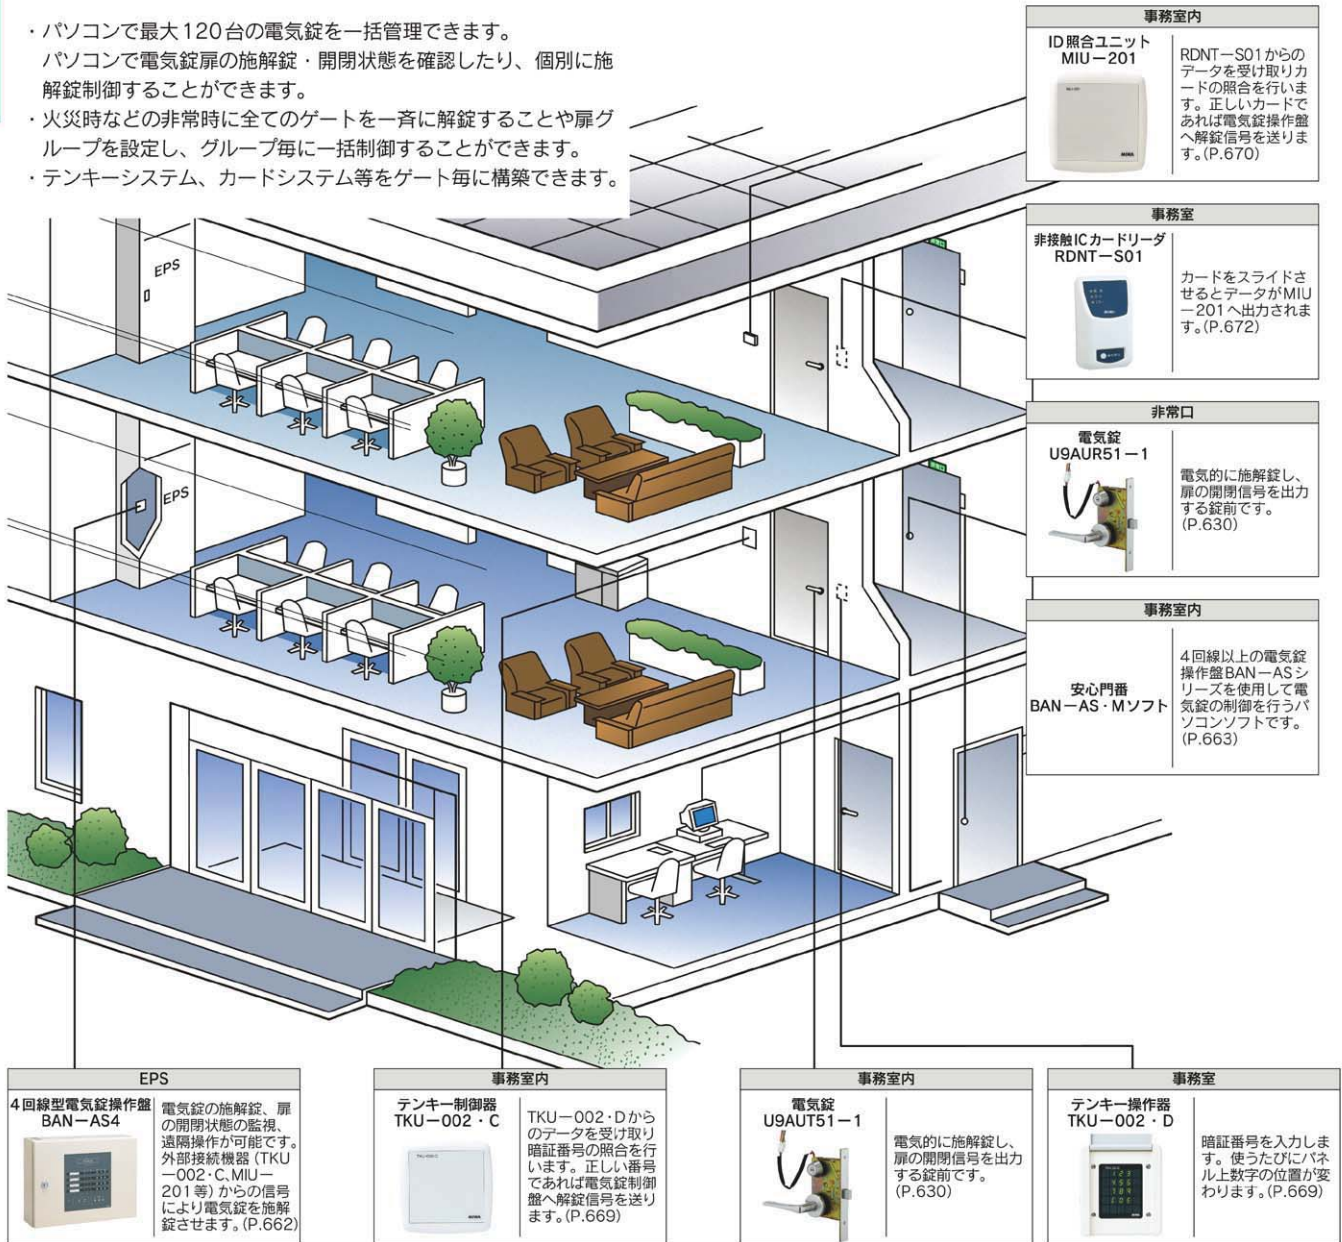 ・パソコンで最大120台の電気錠を一括管理できます。
パソコンで電気錠扉の施解錠・開閉状態を確認したり、個別に施
解錠制御することができます。
・火災時などの非常時に全てのゲートを一斉に解錠することや扉グ
ループを設定し、グループ毎に一括制御することができます。
・テンキーシステム、カードシステム等をゲート毎に構築できます。
事務室内
ID照合ユニット
MIU−201
RDNT−S01からの
データを受け取りカ
ードの照合を行いま
す。正しいカードで
あれば電気錠操作盤
へ解錠信号を送りま
す。(P.670)
事務室
非接触ICカードリーダ
RDNT−S01
カードをスライドさ
せるとデータがMIU
−201へ出力されま
す。(P.672)
非常口
電気錠
U9AUR51−1
電気的に施解錠し、
扉の開閉信号を出力
する錠前です。
(P.630)
事務室内
安心門番
BAN−AS・Mソフト
4回線以上の電気錠
操作盤BAN−ASシ
リーズを使用して電
気錠の制御を行うパ
ソコンソフトです。
(P.663)
EPS
EPS
EPS
4回線型電気錠操作盤
BAN−AS4
電気錠の施解錠、扉
の開閉状態の監視、
遠隔操作が可能です。
外部接続機器(TKU
−002・C、MIU−
201等)からの信号
により電気錠を施解
錠させます。(P.662)
事務室内
テンキー制御器
TKU−002・C
TKU−002・Dから
のデータを受け取り
暗証番号の照合を行
います。正しい番号
であれば電気錠制御
盤へ解錠信号を送り
ます。(P.669)
事務室内
電気錠
U9AUT51−1
電気的に施解錠し、
扉の開閉信号を出力
する錠前です。
(P.630)
事務室
テンキー操作器
TKU−002・D
暗証番号を入力しま
す。使うたびにパネ
ル上数字の位置が変
わります。(P.669)